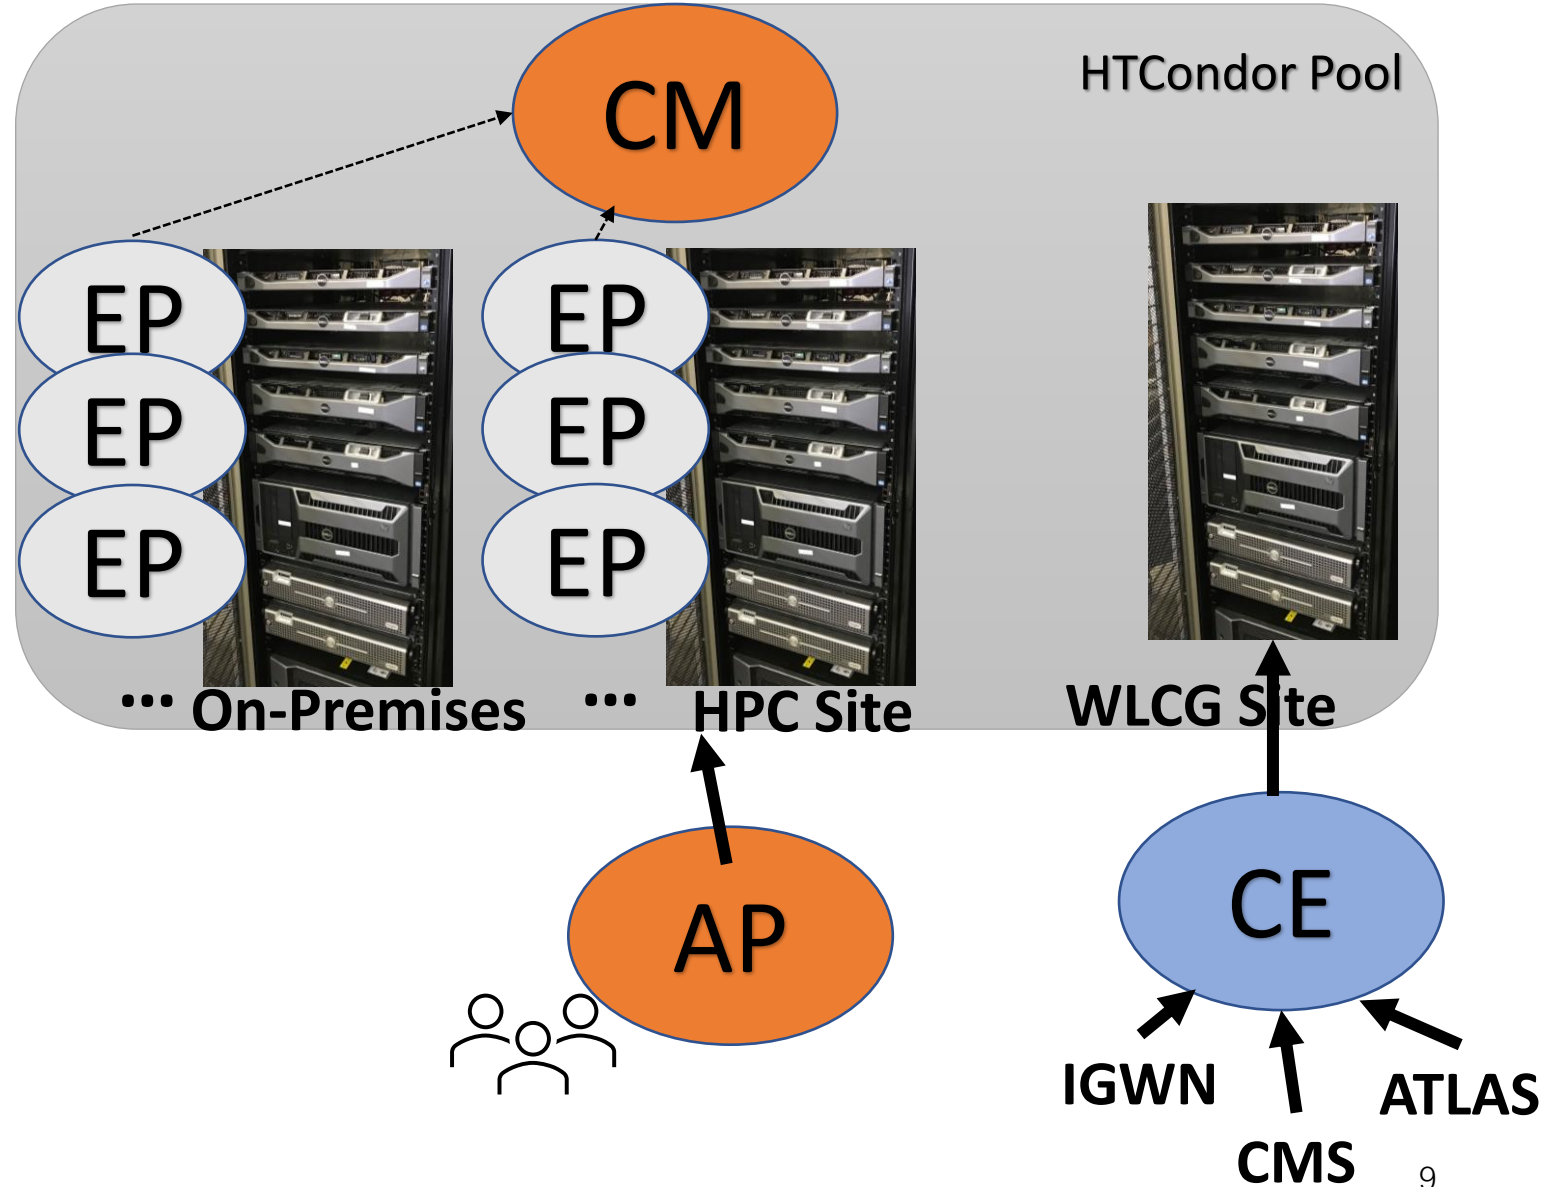 HTCondor Pool
CM
EP
EP
EP
EP
EP
EP
... On-Premises
... HPC Site
WLCG Site
AP
CE
IGWN
CMS
ATLAS
9